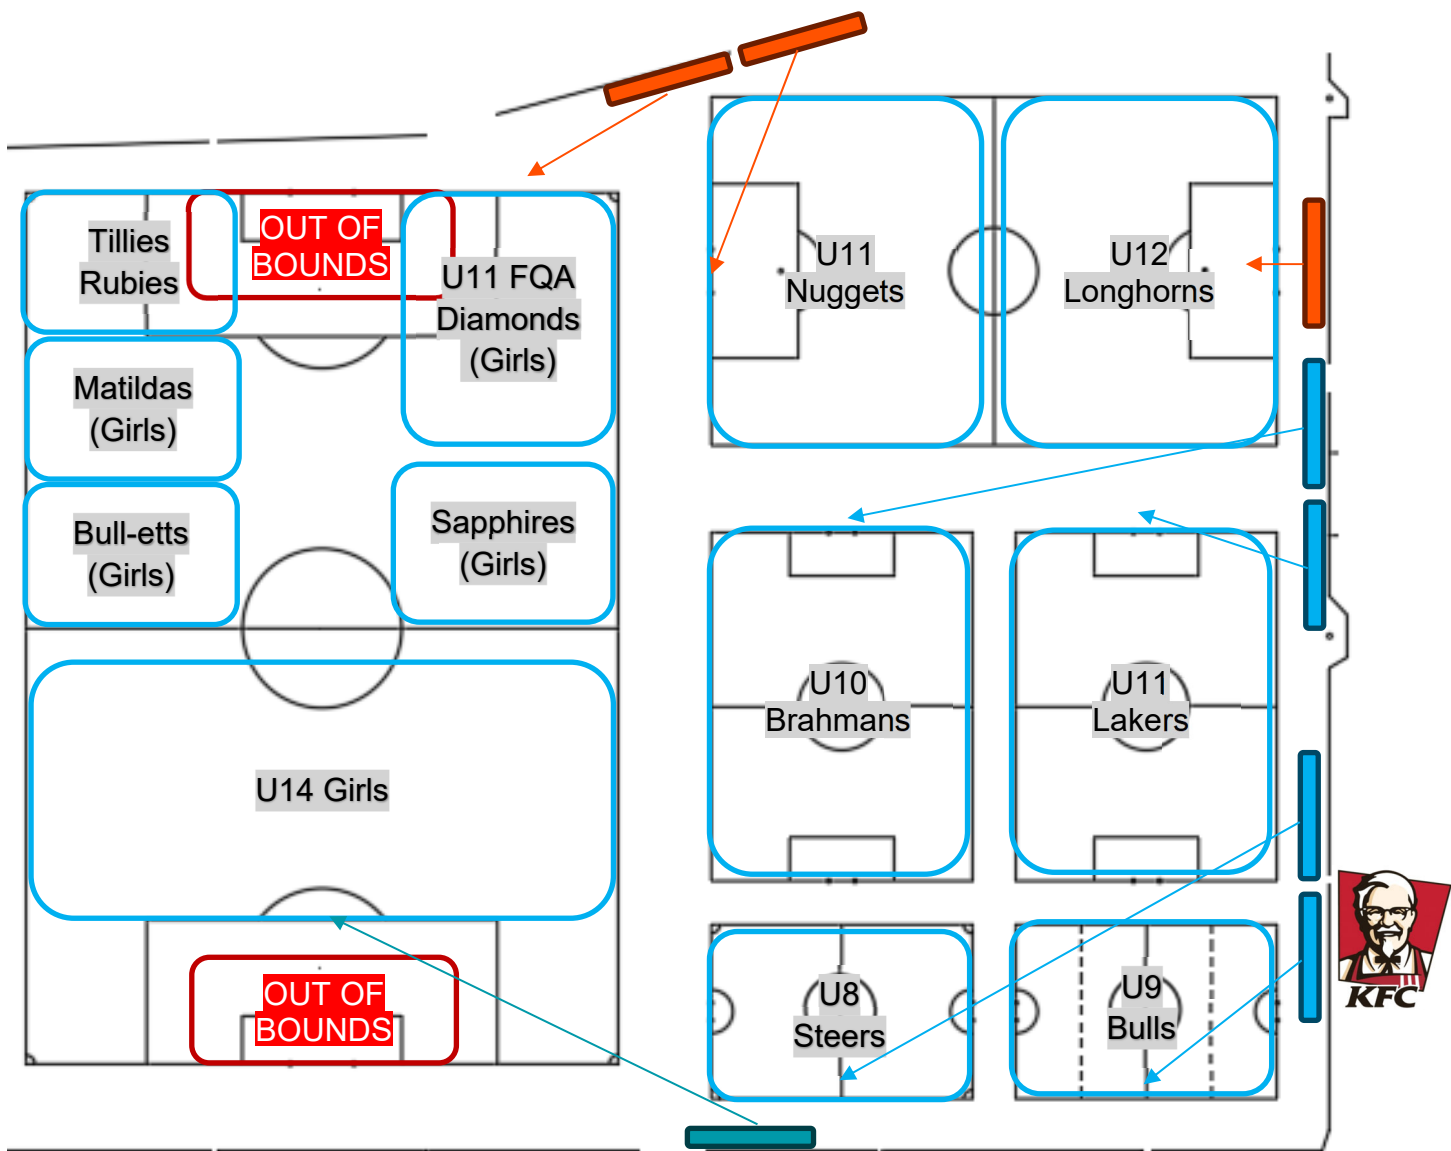 Tillies
Rubies
OUT OF
BOUNDS
U11 FQA
Diamonds
(Girls)
Matildas
(Girls)
Bull-etts
(Girls)
Sapphires
(Girls)
U14 Girls
OUT OF
BOUNDS
U11
Nuggets
U12
Longhorns
U10
Brahmans
U11
Lakers
U8
Steers
U9
Bulls
KFC